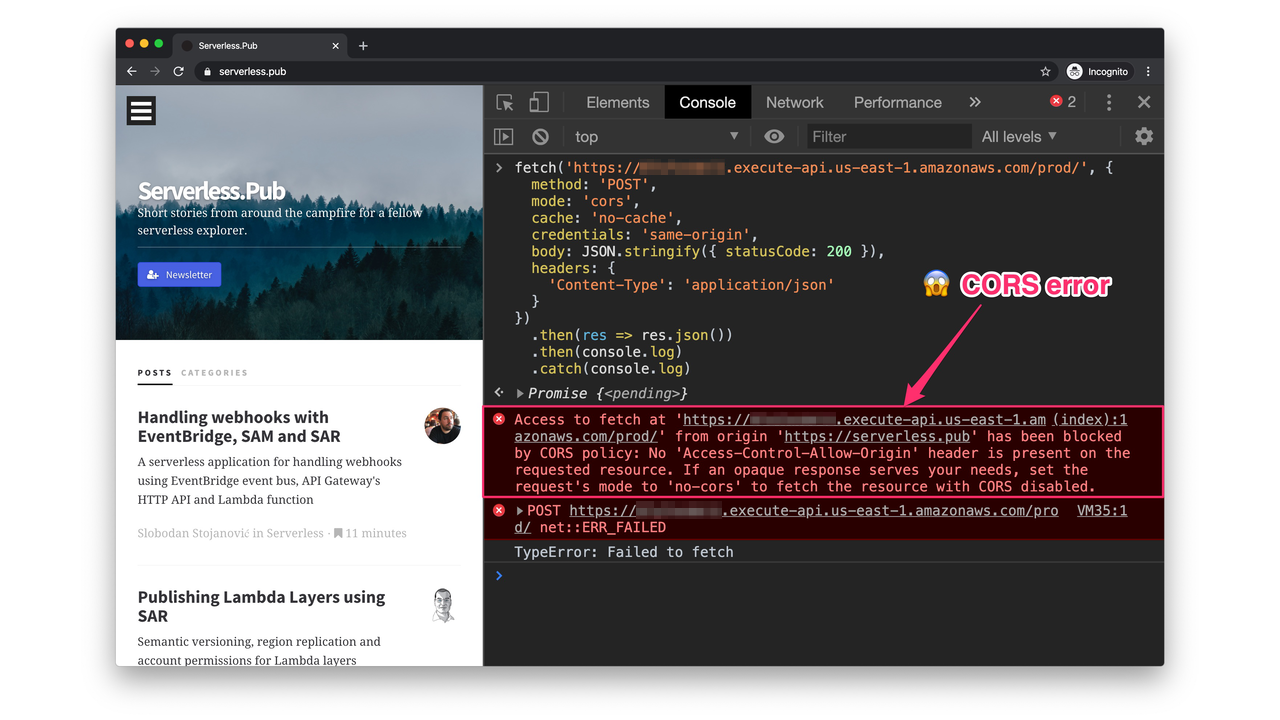 Serverless.Pub
serverless.pub
Incognito
Serverless.Pub
Short stories from around the campfire for a fellow
serverless explorer.
Newsletter
POSTS CATEGORIES
Handling webhooks with
EventBridge, SAM and SAR
A serverless application for handling webhooks
using EventBridge event bus, API Gateway's
HTTP API and Lambda function
Slobodan Stojanović in Serverless · 11 minutes
Publishing Lambda Layers using
SAR
Semantic versioning, region replication and
account permissions for Lambda layers
Elements Console Network Performance » 2
top Filter All levels
fetch('https://.execute-api.us-east-1.amazonaws.com/prod/', {
method: 'POST',
mode: 'cors',
cache: 'no-cache',
credentials: 'same-origin',
body: JSON.stringify({ statusCode: 200 }),
headers: {
'Content-Type': 'application/json'
}
})
.then(res => res.json())
.then(console.log)
.catch(console.log)
Promise {<pending>}
CORS error
Access to fetch at 'https://.execute-api.us-east-1.am (index):1
azonaws.com/prod/' from origin 'https://serverless.pub' has been blocked
by CORS policy: No 'Access-Control-Allow-Origin' header is present on the
requested resource. If an opaque response serves your needs, set the
request's mode to 'no-cors' to fetch the resource with CORS disabled.
POST https://.execute-api.us-east-1.amazonaws.com/pro VM35:1
d/ net::ERR_FAILED
TypeError: Failed to fetch